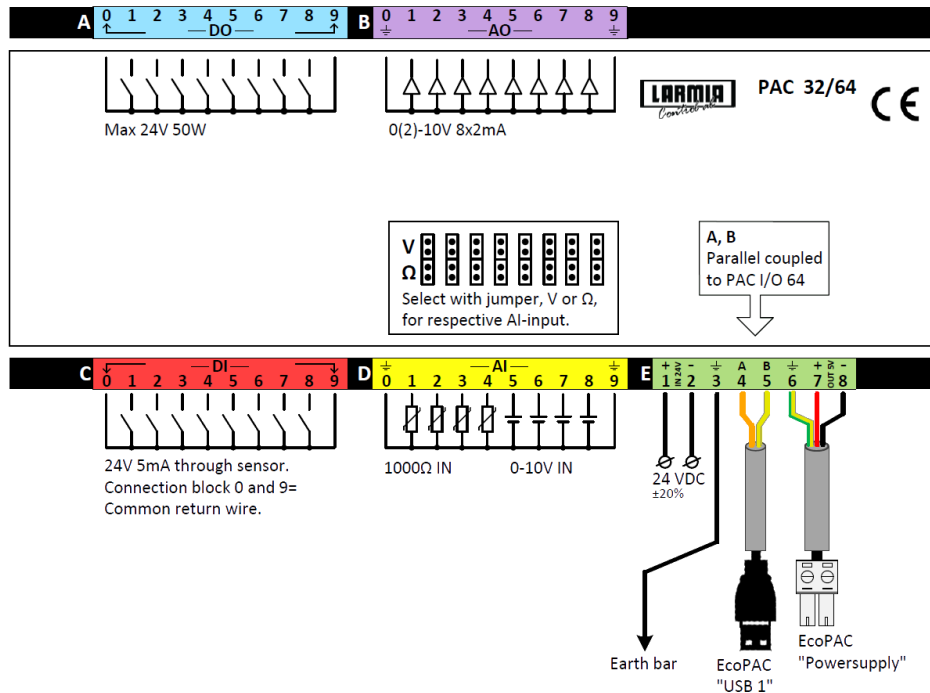 A 0 1 2 3 4 5 6 7 8 9 B 0 1 2 3 4 5 6 7 8 9
DO AO
Max 24V 50W
0(2)-10V 8x2mA
LARMIA
Control ab
PAC 32/64
CE
V
Ω
Select with jumper, V or Ω,
for respective AI-input.
A, B
Parallel coupled
to PAC I/O 64
DI AI + IN 24V - A B + OUT 5V -
C 0 1 2 3 4 5 6 7 8 9 D 0 1 2 3 4 5 6 7 8 9 E 1 2 3 4 5 6 7 8
24V 5mA through sensor.
Connection block 0 and 9=
Common return wire.
1000Ω IN
0-10V IN
24 VDC
±20%
Earth bar
EcoPAC
"USB 1"
EcoPAC
"Powersupply"